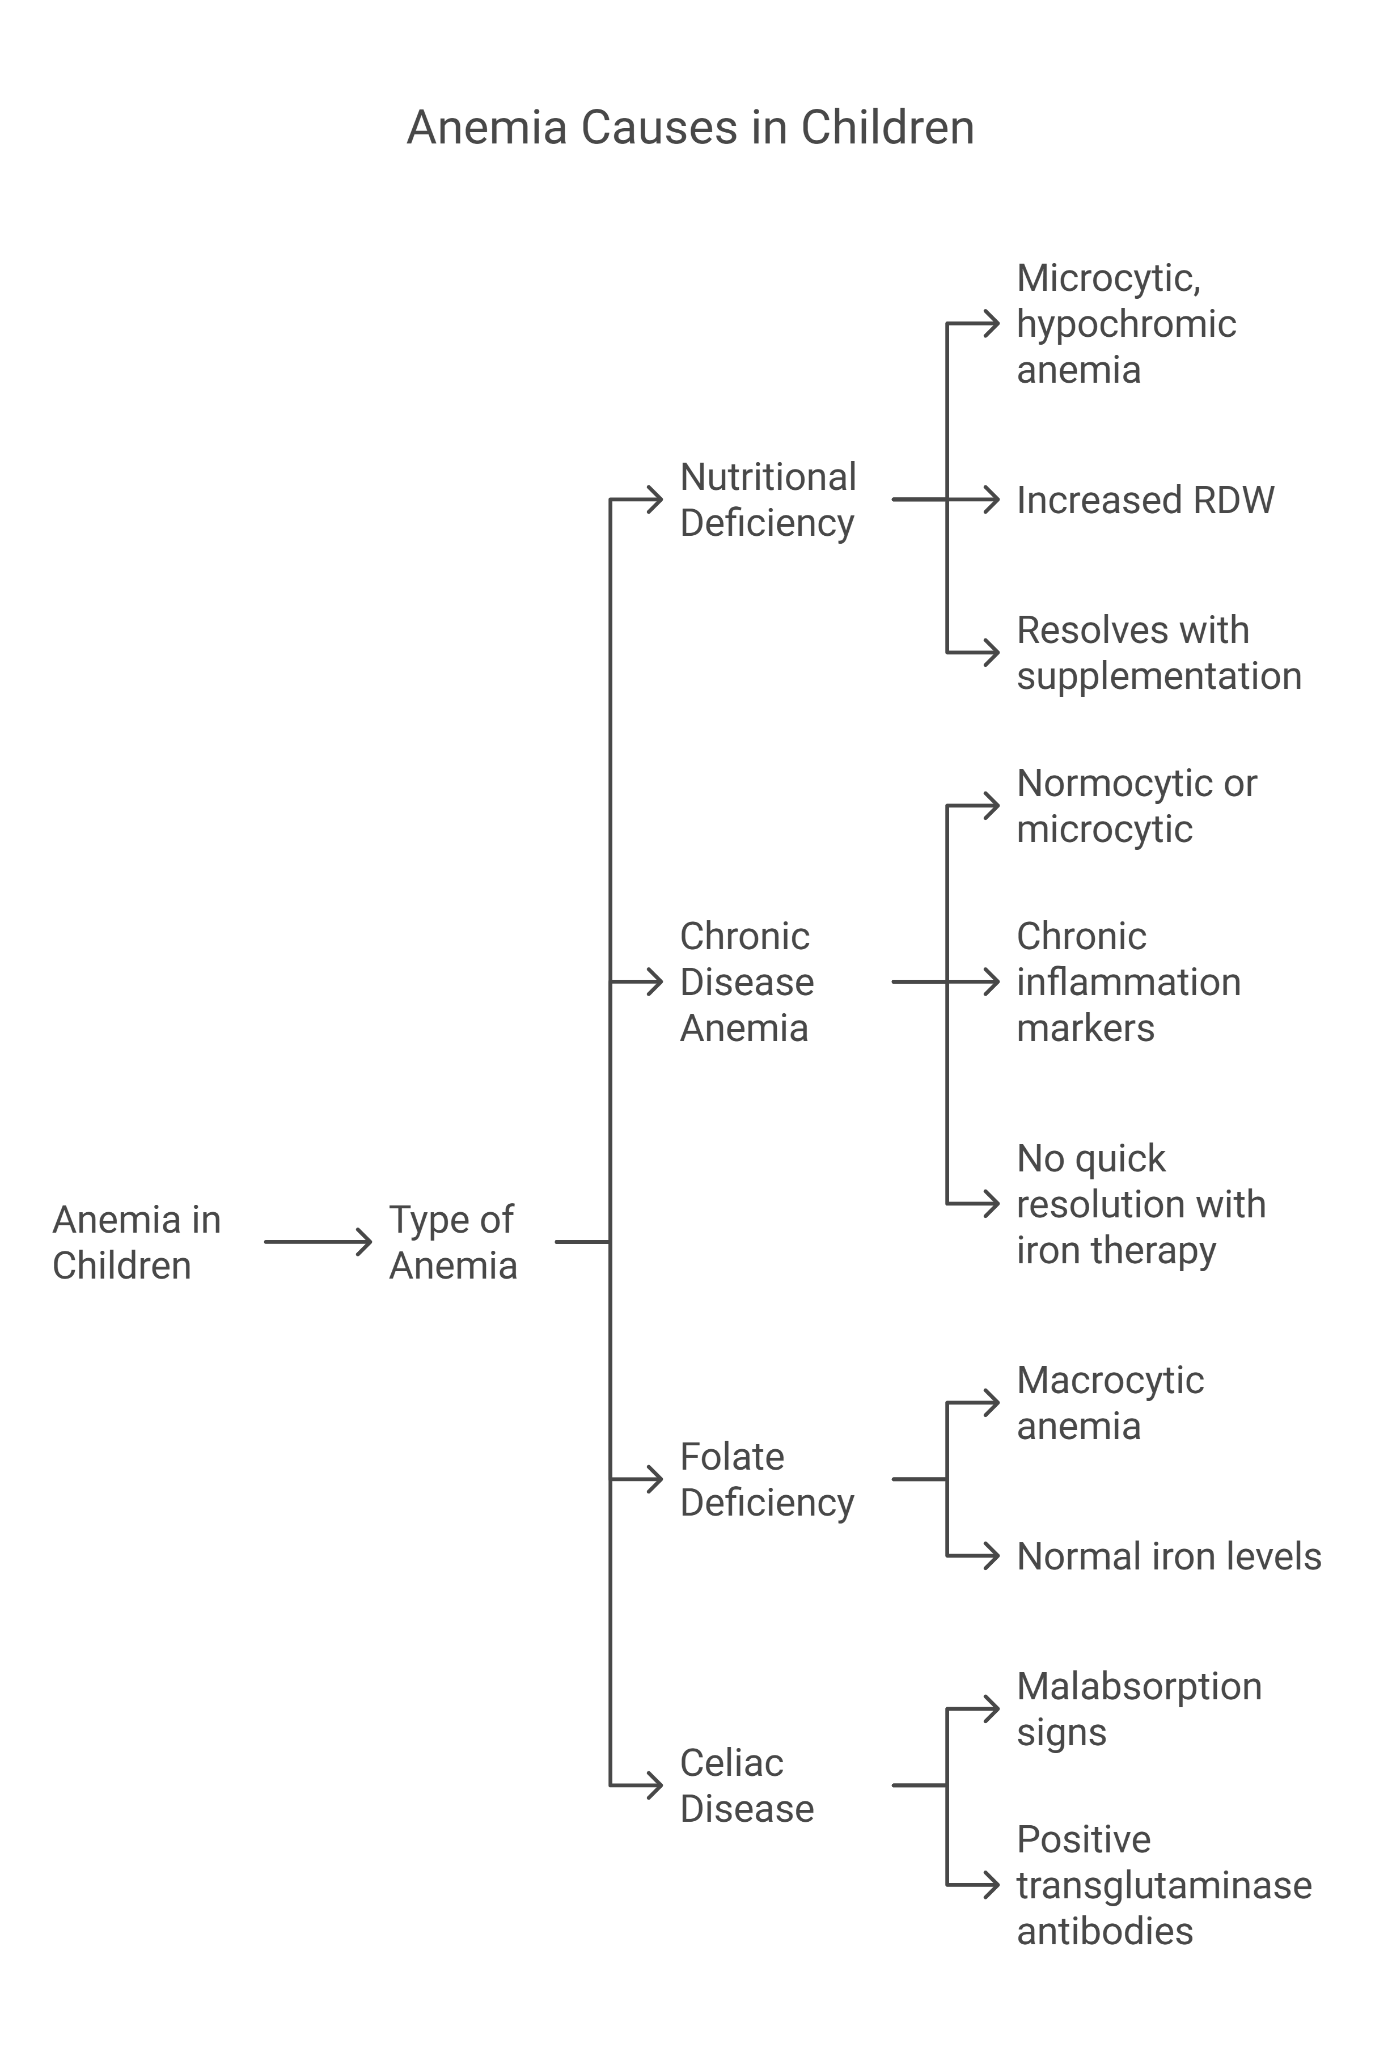 Anemia Causes in Children
Anemia in
Children
Type of
Anemia
Nutritional
Deficiency
Microcytic,
hypochromic
anemia
Increased RDW
Resolves with
supplementation
Chronic
Disease
Anemia
Normocytic or
microcytic
Chronic
inflammation
markers
No quick
resolution with
iron therapy
Folate
Deficiency
Macrocytic
anemia
Normal iron levels
Celiac
Disease
Malabsorption
signs
Positive
transglutaminase
antibodies